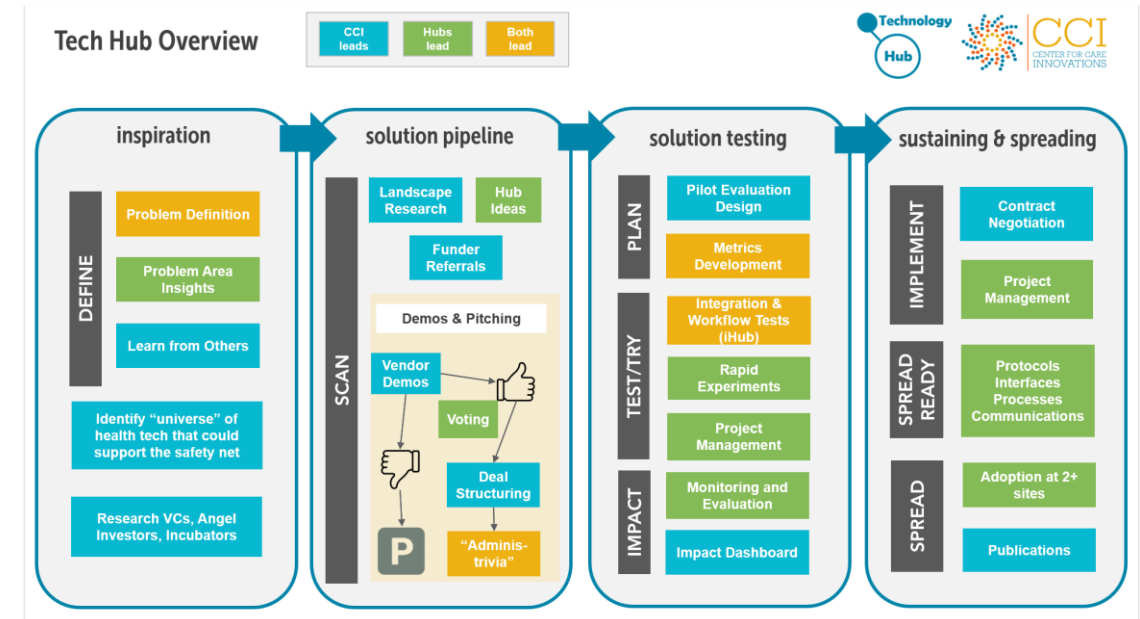 Tech Hub Overview
CCI
leads
Hubs
lead
Both
lead
Technology
Hub
CCI
CENTER FOR CARE
INNOVATIONS
inspiration
DEFINE
Problem Definition
Problem Area
Insights
Learn from Others
Identify “universe” of
health tech that could
support the safety net
Research VCs, Angel
Investors, Incubators
solution pipeline
SCAN
Landscape
Research
Hub
Ideas
Funder
Referrals
Demos & Pitching
Vendor
Demos
Voting
Deal
Structuring
P
“Adminis-
trivia”
solution testing
PLAN
Pilot Evaluation
Design
Metrics
Development
TEST/TRY
Integration &
Workflow Tests
(iHub)
Rapid
Experiments
Project
Management
IMPACT
Monitoring and
Evaluation
Impact Dashboard
sustaining & spreading
IMPLEMENT
Contract
Negotiation
Project
Management
SPREAD
READY
Protocols
Interfaces
Processes
Communications
SPREAD
Adoption at 2+
sites
Publications